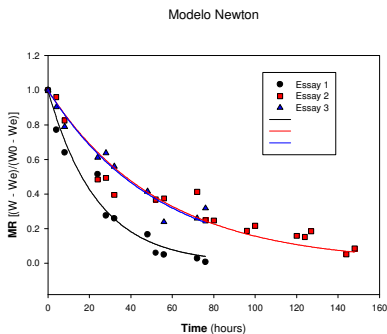 Modelo Newton
MR [(W - We)/(W0 - We)]
1.2
1.0
0.8
0.6
0.4
0.2
0.0
Essay 1
Essay 2
Essay 3
0 20 40 60 80 100 120 140 160
Time (hours)